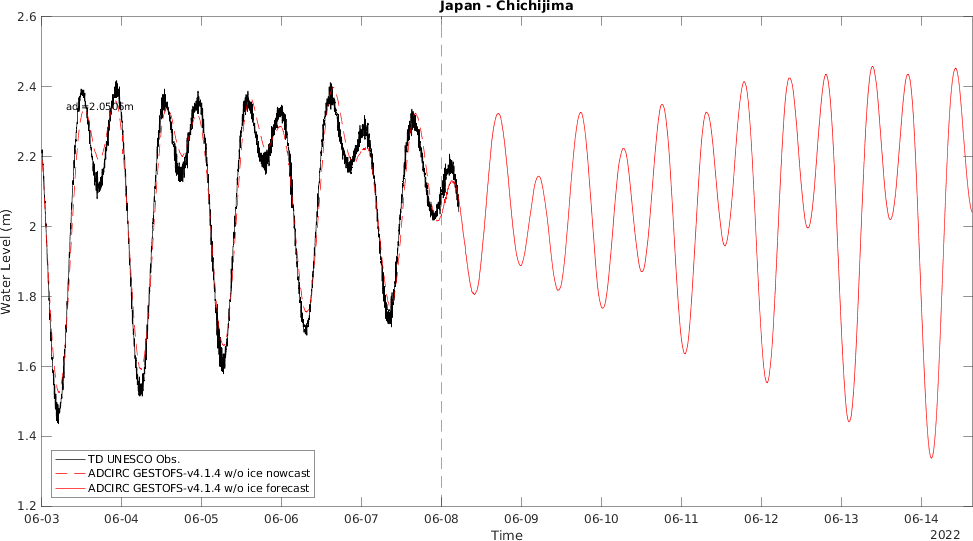 Japan - Chichijima
2.6
2.4
2.2
2
1.8
1.6
1.4
1.2
Water Level (m)
adj=2.0506m
TD UNESCO Obs.
ADCIRC GESTOFS-v4.1.4 w/o ice nowcast
ADCIRC GESTOFS-v4.1.4 w/o ice forecast
06-03 06-04 06-05 06-06 06-07 06-08 06-09 06-10 06-11 06-12 06-13 06-14
Time
2022